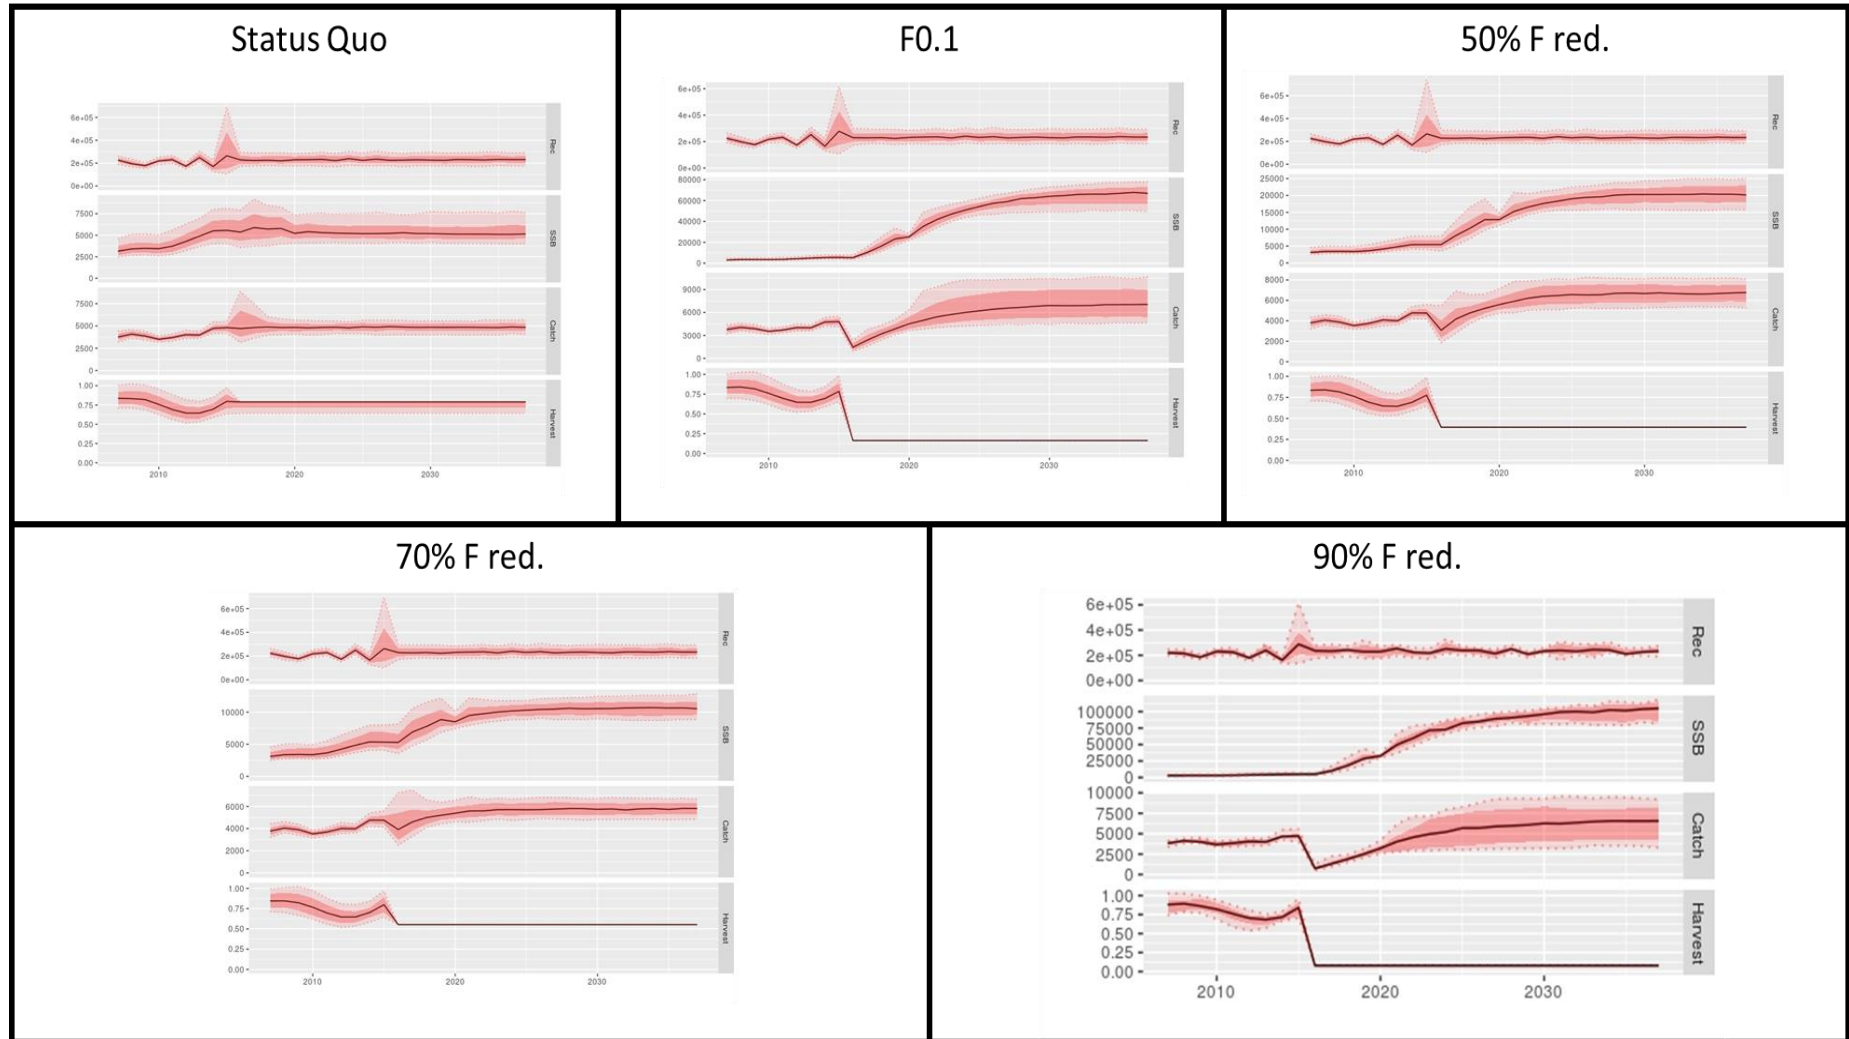 Status Quo
6e+05
4e+05
2e+05
0e+00
Rec
7500
5000
2500
0
SSB
7500
5000
2500
0
Catch
1.00
0.75
0.50
0.25
0.00
Harvest
2010 2020 2030
F0.1
6e+05
4e+05
2e+05
0e+00
Rec
80000
60000
40000
20000
0
SSB
9000
6000
3000
0
Catch
1.00
0.75
0.50
0.25
0.00
Harvest
2010 2020 2030
50% F red.
6e+05
4e+05
2e+05
0e+00
Rec
25000
20000
15000
10000
5000
0
SSB
8000
6000
4000
2000
0
Catch
1.00
0.75
0.50
0.25
0.00
Harvest
2010 2020 2030
70% F red.
6e+05
4e+05
2e+05
0e+00
Rec
10000
5000
0
SSB
6000
4000
2000
0
Catch
1.00
0.75
0.50
0.25
0.00
Harvest
2010 2020 2030
90% F red.
6e+05
4e+05
2e+05
0e+00
Rec
100000
75000
50000
25000
0
SSB
10000
7500
5000
2500
0
Catch
1.00
0.75
0.50
0.25
0.00
Harvest
2010 2020 2030